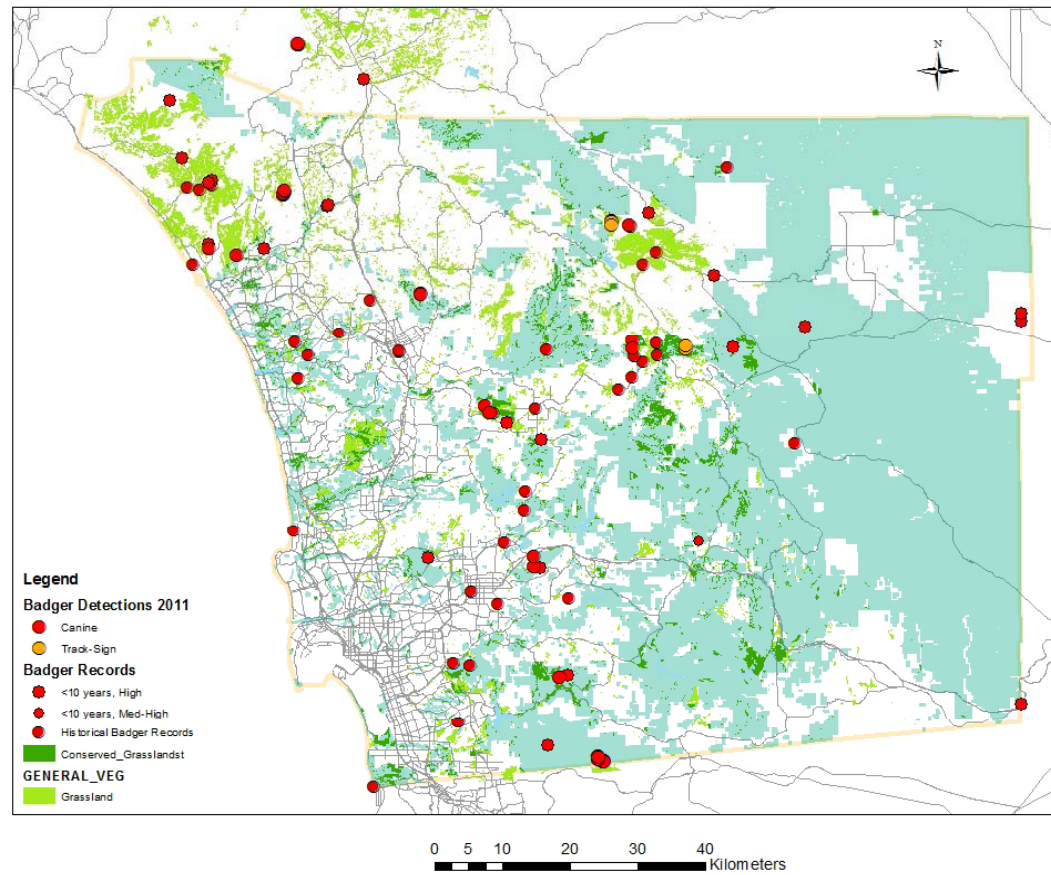 N
Legend
Badger Detections 2011
Canine
Track-Sign
Badger Records
<10 years, High
<10 years, Med-High
Historical Badger Records
Conserved_Grasslandst
GENERAL_VEG
Grassland
0 5 10 20 30 40
Kilometers